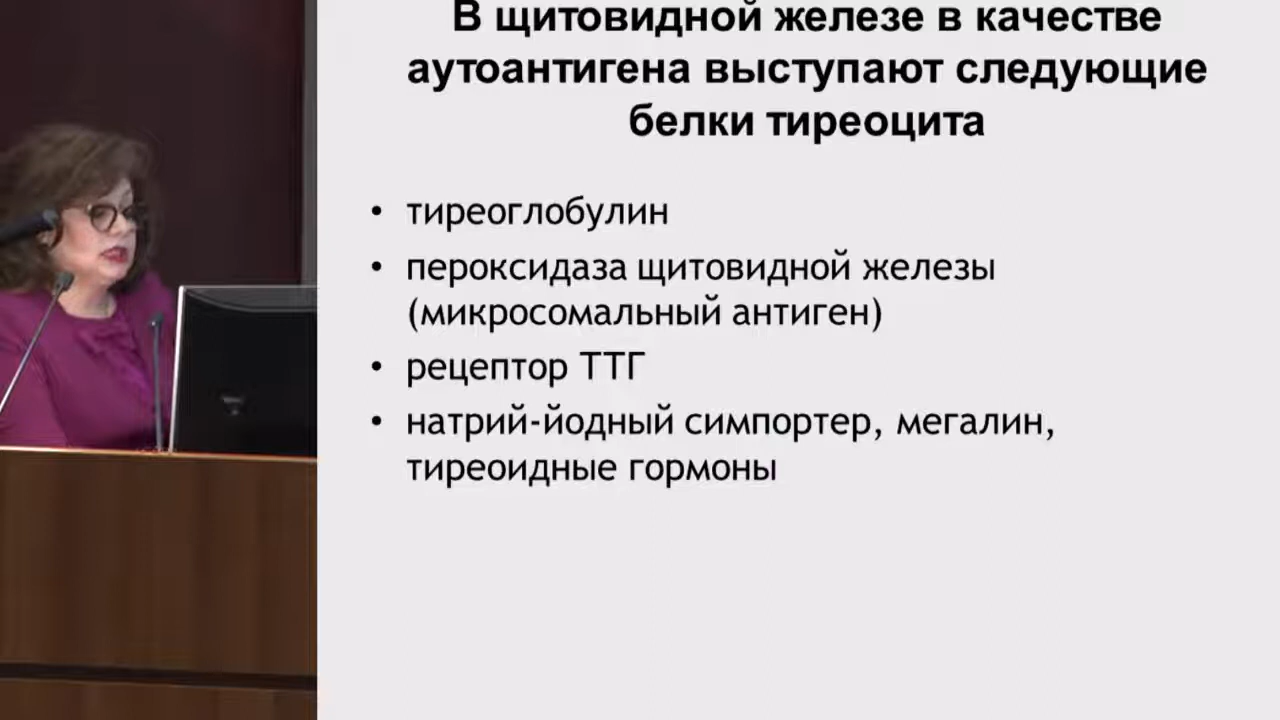 В щитовидной железе в качестве
аутоантигена выступают следующие
белки тиреоцита
• тиреоглобулин
• пероксидаза щитовидной железы
(микросомальный антиген)
• рецептор ТТГ
• натрий-йодный симпортер, мегалин,
тиреоидные гормоны